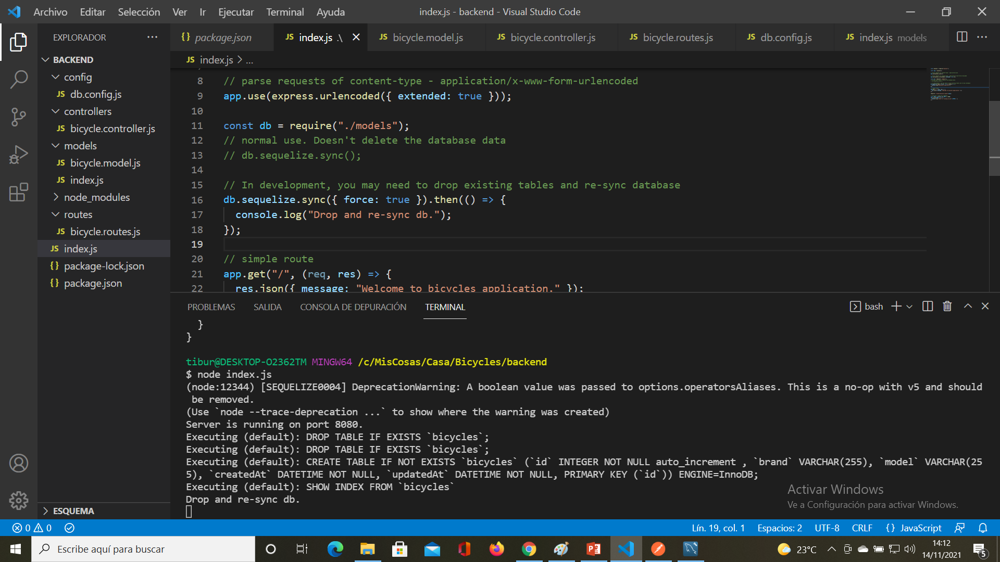 Archivo Editar Selección Ver Ir Ejecutar Terminal Ayuda
index.js - backend - Visual Studio Code
EXPLORADOR
BACKEND
config
JS db.config.js
controllers
JS bicycle.controller.js
models
JS bicycle.model.js
JS index.js
node_modules
routes
JS bicycle.routes.js
JS index.js
{} package-lock.json
{} package.json
ESQUEMA
{} package.json
JS index.js .\
JS bicycle.model.js
JS bicycle.controller.js
JS bicycle.routes.js
JS db.config.js
JS index.js models
JS index.js > ...
8 // parse requests of content-type - application/x-www-form-urlencoded
9 app.use(express.urlencoded({ extended: true }));
10
11 const db = require("./models");
12 // normal use. Doesn't delete the database data
13 // db.sequelize.sync();
14
15 // In development, you may need to drop existing tables and re-sync database
16 db.sequelize.sync({ force: true }).then(() => {
17 console.log("Drop and re-sync db.");
18 });
19
20 // simple route
21 app.get("/", (req, res) => {
22 res.json({ message: "Welcome to bicycles application." });
PROBLEMAS SALIDA CONSOLA DE DEPURACIÓN TERMINAL
bash
}
}
tibur@DESKTOP-O2362TM MINGW64 /c/MisCosas/Casa/Bicycles/backend
$ node index.js
(node:12344) [SEQUELIZE0004] DeprecationWarning: A boolean value was passed to options.operatorsAliases. This is a no-op with v5 and should
be removed.
(Use `node --trace-deprecation ...` to show where the warning was created)
Server is running on port 8080.
Executing (default): DROP TABLE IF EXISTS `bicycles`;
Executing (default): DROP TABLE IF EXISTS `bicycles`;
Executing (default): CREATE TABLE IF NOT EXISTS `bicycles` (`id` INTEGER NOT NULL auto_increment , `brand` VARCHAR(255), `model` VARCHAR(25
5), `createdAt` DATETIME NOT NULL, `updatedAt` DATETIME NOT NULL, PRIMARY KEY (`id`)) ENGINE=InnoDB;
Executing (default): SHOW INDEX FROM `bicycles`
Drop and re-sync db.
Activar Windows
Ve a Configuración para activar Windows.
0 0
Lín. 19, col. 1 Espacios: 2 UTF-8 CRLF {} JavaScript
Escribe aquí para buscar
23°C
14:12
14/11/2021
5